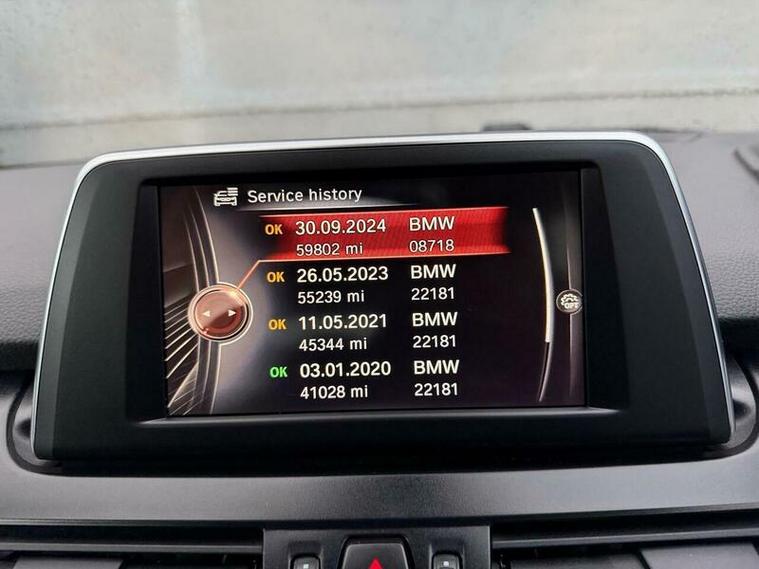 Service history
OK 30.09.2024 BMW
59802 mi 08718
OK 26.05.2023 BMW
55239 mi 22181
OK 11.05.2021 BMW
45344 mi 22181
OK 03.01.2020 BMW
41028 mi 22181
OPT